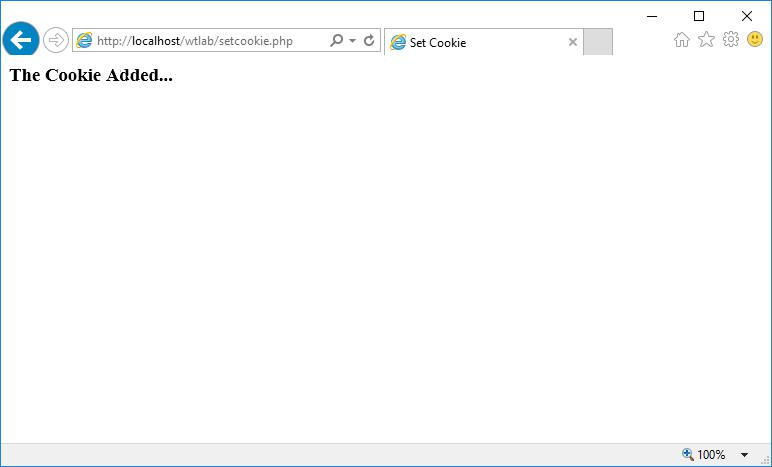 http://localhost/wtlab/setcookie.php
Set Cookie
The Cookie Added...
100%